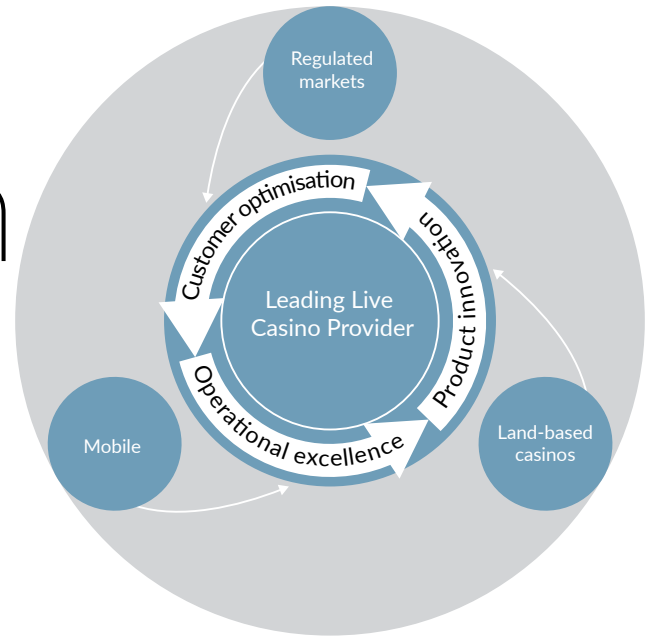 Regulated
markets
Customer optimisation
Product innovation
Leading Live
Casino Provider
Operational excellence
Mobile
Land-based
casinos